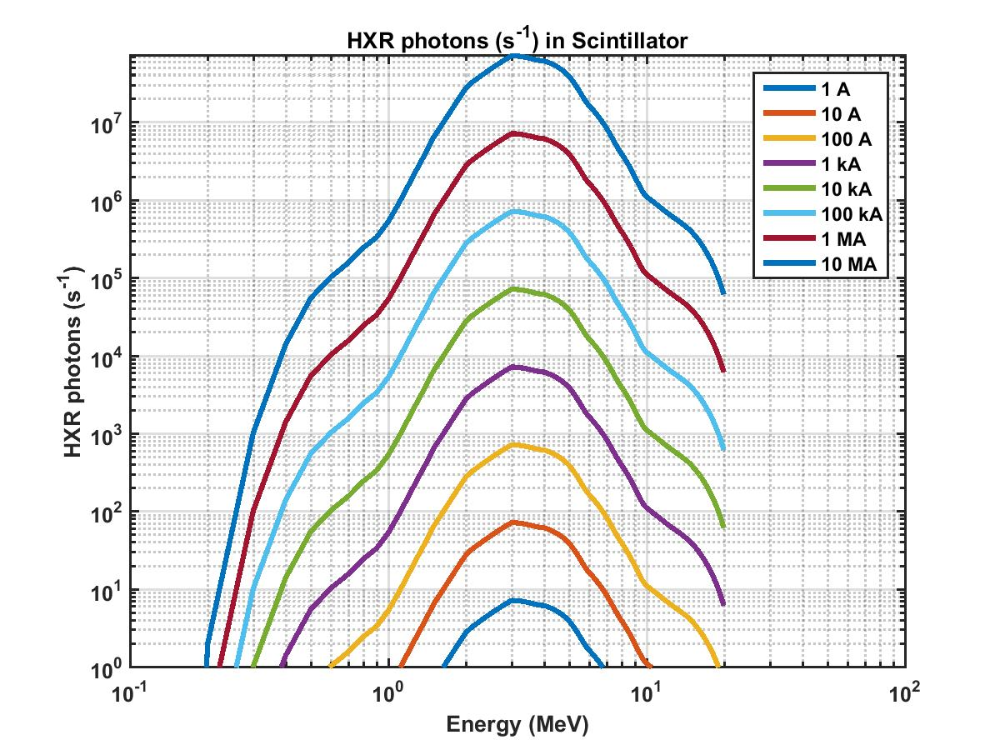 HXR photons (s⁻¹) in Scintillator
HXR photons (s⁻¹)
10⁷
10⁶
10⁵
10⁴
10³
10²
10¹
10⁰
1 A
10 A
100 A
1 kA
10 kA
100 kA
1 MA
10 MA
10⁻¹ 10⁰ 10¹ 10²
Energy (MeV)